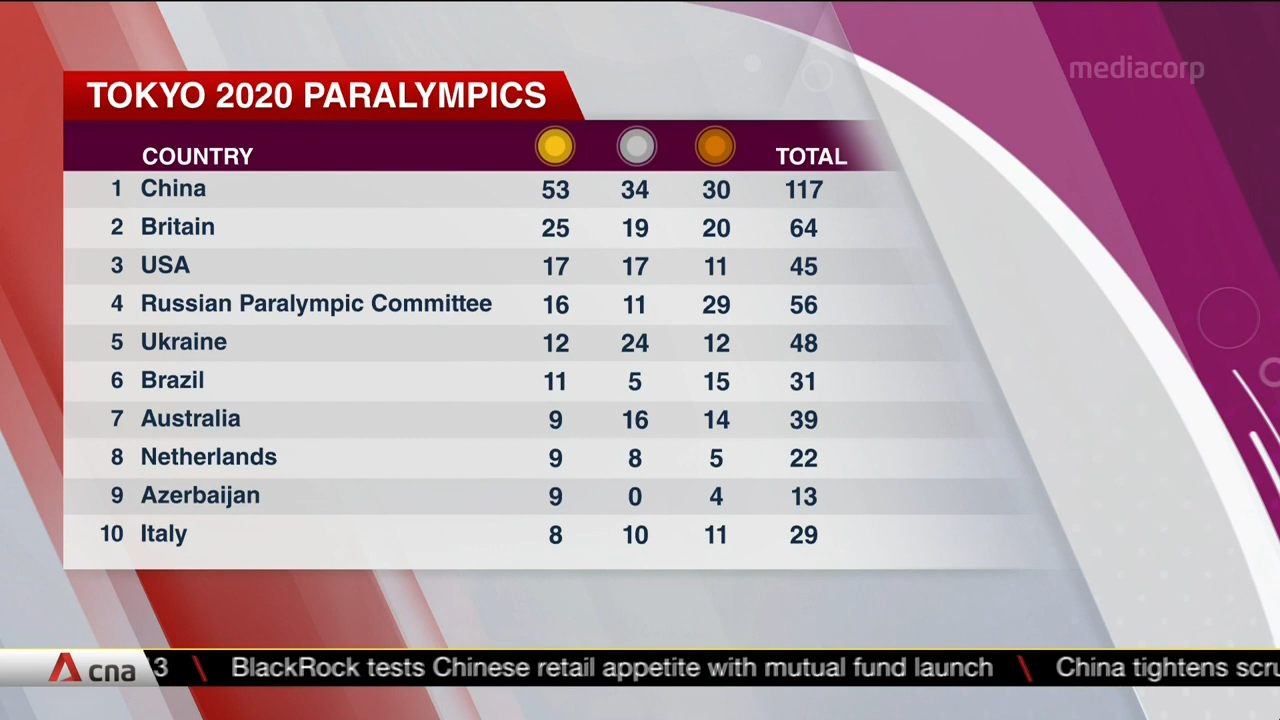 mediacorp
TOKYO 2020 PARALYMPICS
COUNTRY TOTAL
1 China 53 34 30 117
2 Britain 25 19 20 64
3 USA 17 17 11 45
4 Russian Paralympic Committee 16 11 29 56
5 Ukraine 12 24 12 48
6 Brazil 11 5 15 31
7 Australia 9 16 14 39
8 Netherlands 9 8 5 22
9 Azerbaijan 9 0 4 13
10 Italy 8 10 11 29
cna 3 \ BlackRock tests Chinese retail appetite with mutual fund launch \ China tightens scru